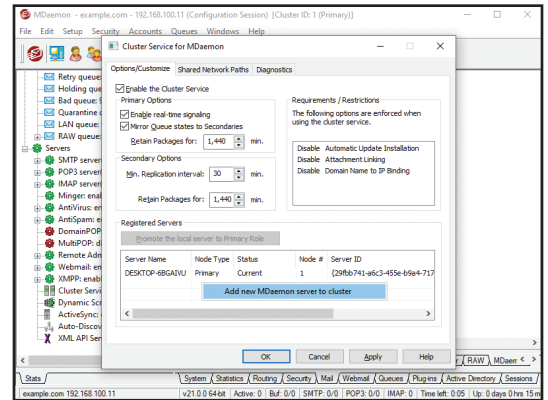 MDaemon - example.com - 192.168.100.11 (Configuration Session) [Cluster ID: 1 (Primary)]
File Edit Setup Security Accounts Queues Windows Help
Cluster Service for MDaemon
Options/Customize Shared Network Paths Diagnostics
Enable the Cluster Service
Primary Options
Enable real-time signaling
Mirror Queue states to Secondaries
Retain Packages for: 1,440 min.
Secondary Options
Min. Replication interval: 30 min.
Retain Packages for: 1,440 min.
Requirements / Restrictions
The following options are enforced when
using the cluster service.
Disable Automatic Update Installation
Disable Attachment Linking
Disable Domain Name to IP Binding
Registered Servers
Promote the local server to Primary Role
Server Name Node Type Status Node # Server ID
DESKTOP-6BGAIVU Primary Current 1 {29fbb741-a6c3-455e-b9a4-717
Add new MDaemon server to cluster
OK Cancel Apply Help
Retry queue:
Holding que
Bad queue: 9
Quarantine
LAN queue:
RAW queue:
Servers
SMTP server
POP3 server
IMAP server
Minger: enal
AntiVirus: en
AntiSpam: e
DomainPOP
MultiPOP: di
Remote Adn
Webmail: en
XMPP: enabl
Cluster Servi
Dynamic Scr
ActiveSync:
Auto-Discov
XML API Ser
RAW MDaem
Stats
System Statistics Routing Security Mail Webmail Queues Plug-ins Active Directory Sessions
example.com 192.168.100.11 v21.0.0 64-bit Active: 0 Buf: 0/0 SMTP: 0/0 POP3: 0/0 IMAP: 0 Time left: 0:05 Up: 0 days 0 hrs 15 m